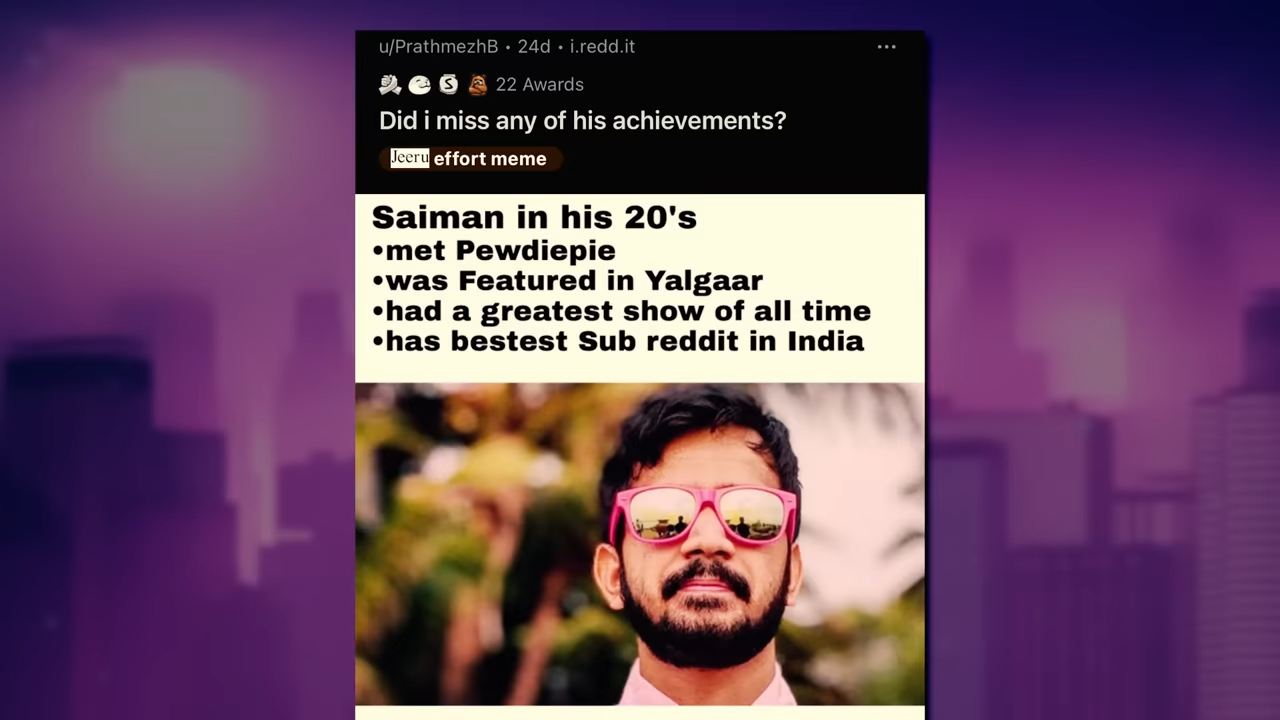 u/PrathmezhB • 24d • i.redd.it
22 Awards
Did i miss any of his achievements?
Jeeru effort meme
Saiman in his 20's
•met Pewdiepie
•was Featured in Yalgaar
•had a greatest show of all time
•has bestest Sub reddit in India